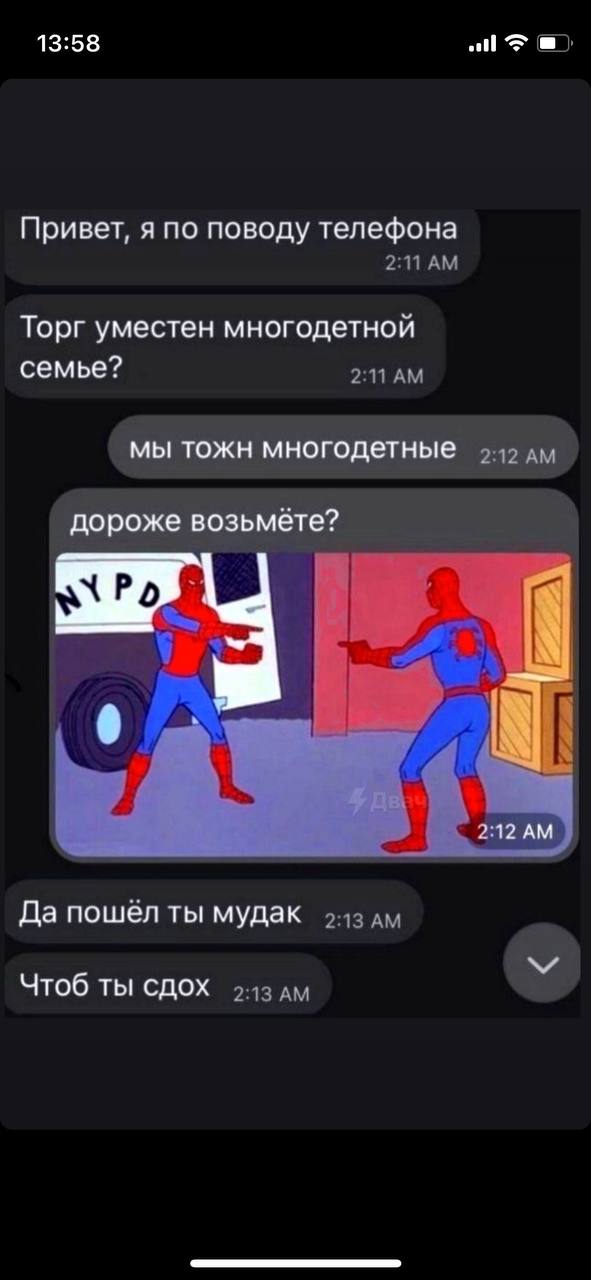 13:58
Привет, я по поводу телефона
2:11 AM
Торг уместен многодетной
семье?
2:11 AM
мы тожн многодетные
2:12 AM
дороже возьмёте?
NYPD
Двач
2:12 AM
Да пошёл ты мудак
2:13 AM
Чтоб ты сдох
2:13 AM